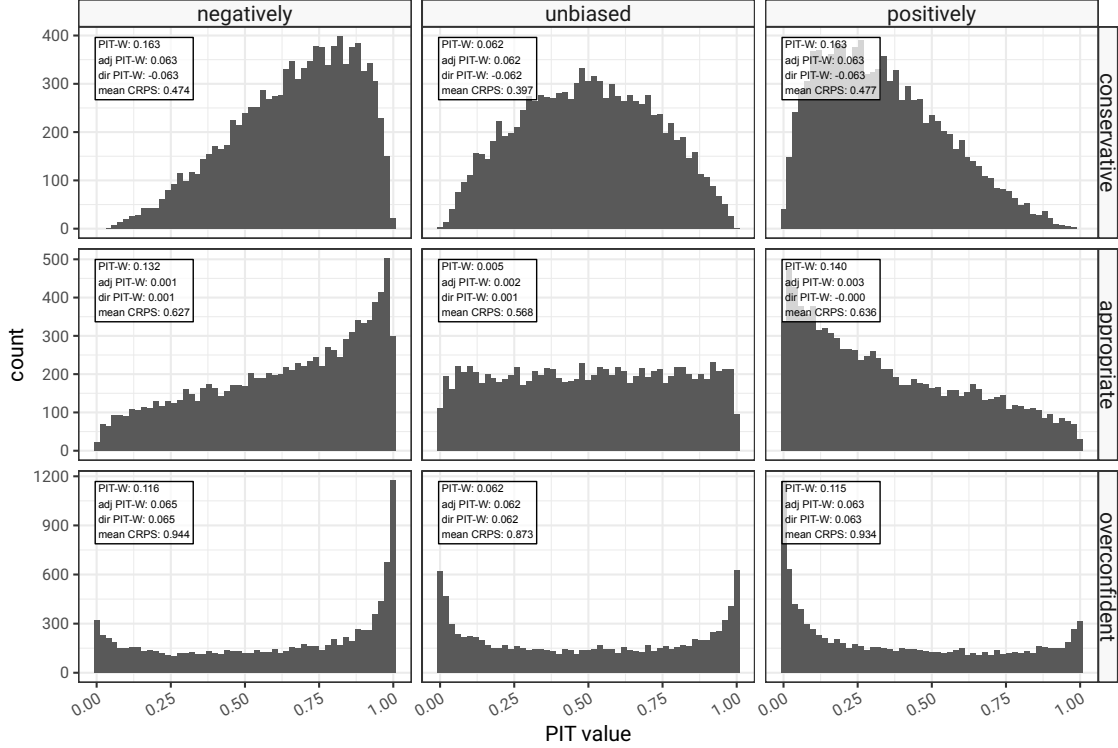 negatively
unbiased
positively
400
300
200
100
0
PIT-W: 0.163
adj PIT-W: 0.063
dir PIT-W: -0.063
mean CRPS: 0.474
PIT-W: 0.062
adj PIT-W: 0.062
dir PIT-W: -0.062
mean CRPS: 0.397
PIT-W: 0.163
adj PIT-W: 0.063
dir PIT-W: -0.063
mean CRPS: 0.477
conservative
count
500
400
300
200
100
0
PIT-W: 0.132
adj PIT-W: 0.001
dir PIT-W: 0.001
mean CRPS: 0.627
PIT-W: 0.005
adj PIT-W: 0.002
dir PIT-W: 0.001
mean CRPS: 0.568
PIT-W: 0.140
adj PIT-W: 0.003
dir PIT-W: -0.000
mean CRPS: 0.636
appropriate
1200
900
600
300
0
PIT-W: 0.116
adj PIT-W: 0.065
dir PIT-W: 0.065
mean CRPS: 0.944
PIT-W: 0.062
adj PIT-W: 0.062
dir PIT-W: 0.062
mean CRPS: 0.873
PIT-W: 0.115
adj PIT-W: 0.063
dir PIT-W: 0.063
mean CRPS: 0.934
overconfident
0.00 0.25 0.50 0.75 1.00
0.00 0.25 0.50 0.75 1.00
0.00 0.25 0.50 0.75 1.00
PIT value